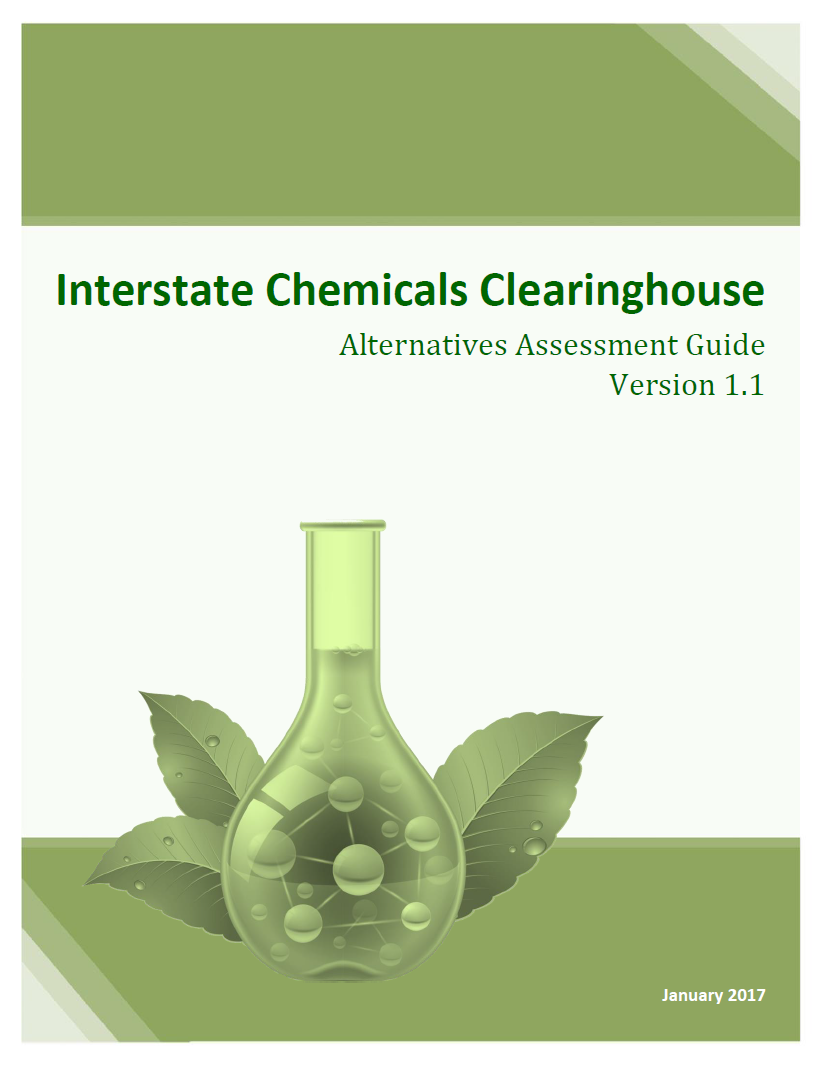 Interstate Chemicals Clearinghouse
Alternatives Assessment Guide
Version 1.1
January 2017